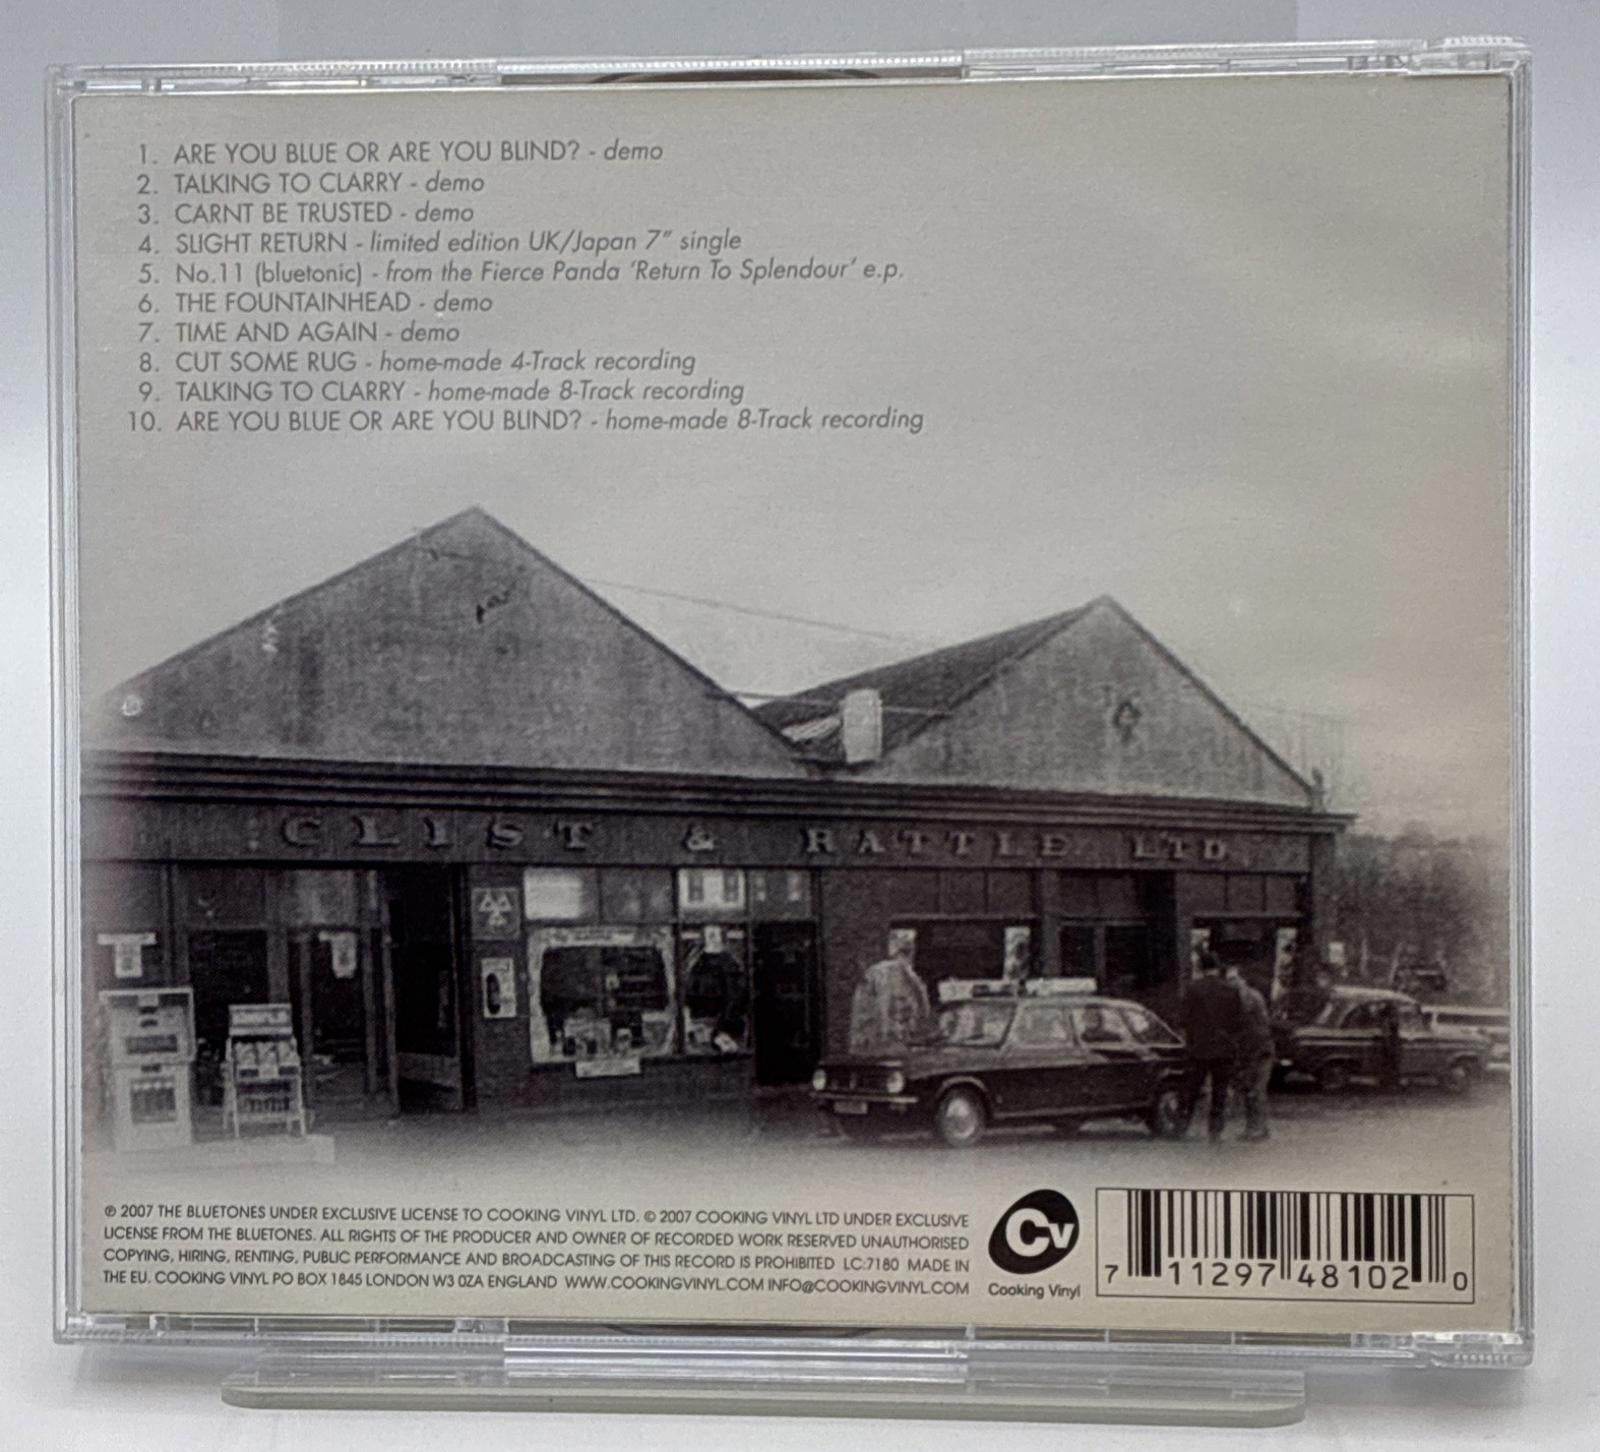 1. ARE YOU BLUE OR ARE YOU BLIND? - demo
2. TALKING TO CLARRY - demo
3. CARNT BE TRUSTED - demo
4. SLIGHT RETURN - limited edition UK/Japan 7" single
5. No.11 (bluetonic) - from the Fierce Panda 'Return To Splendour' e.p.
6. THE FOUNTAINHEAD - demo
7. TIME AND AGAIN - demo
8. CUT SOME RUG - home-made 4-Track recording
9. TALKING TO CLARRY - home-made 8-Track recording
10. ARE YOU BLUE OR ARE YOU BLIND? - home-made 8-Track recording
CLIST & RATTLE LTD
℗ 2007 THE BLUETONES UNDER EXCLUSIVE LICENSE TO COOKING VINYL LTD. © 2007 COOKING VINYL LTD UNDER EXCLUSIVE
LICENSE FROM THE BLUETONES. ALL RIGHTS OF THE PRODUCER AND OWNER OF RECORDED WORK RESERVED UNAUTHORISED
COPYING, HIRING, RENTING, PUBLIC PERFORMANCE AND BROADCASTING OF THIS RECORD IS PROHIBITED LC:7180 MADE IN
THE EU. COOKING VINYL PO BOX 1845 LONDON W3 0ZA ENGLAND WWW.COOKINGVINYL.COM INFO@COOKINGVINYL.COM
Cv
Cooking Vinyl
7 11297 48102 0